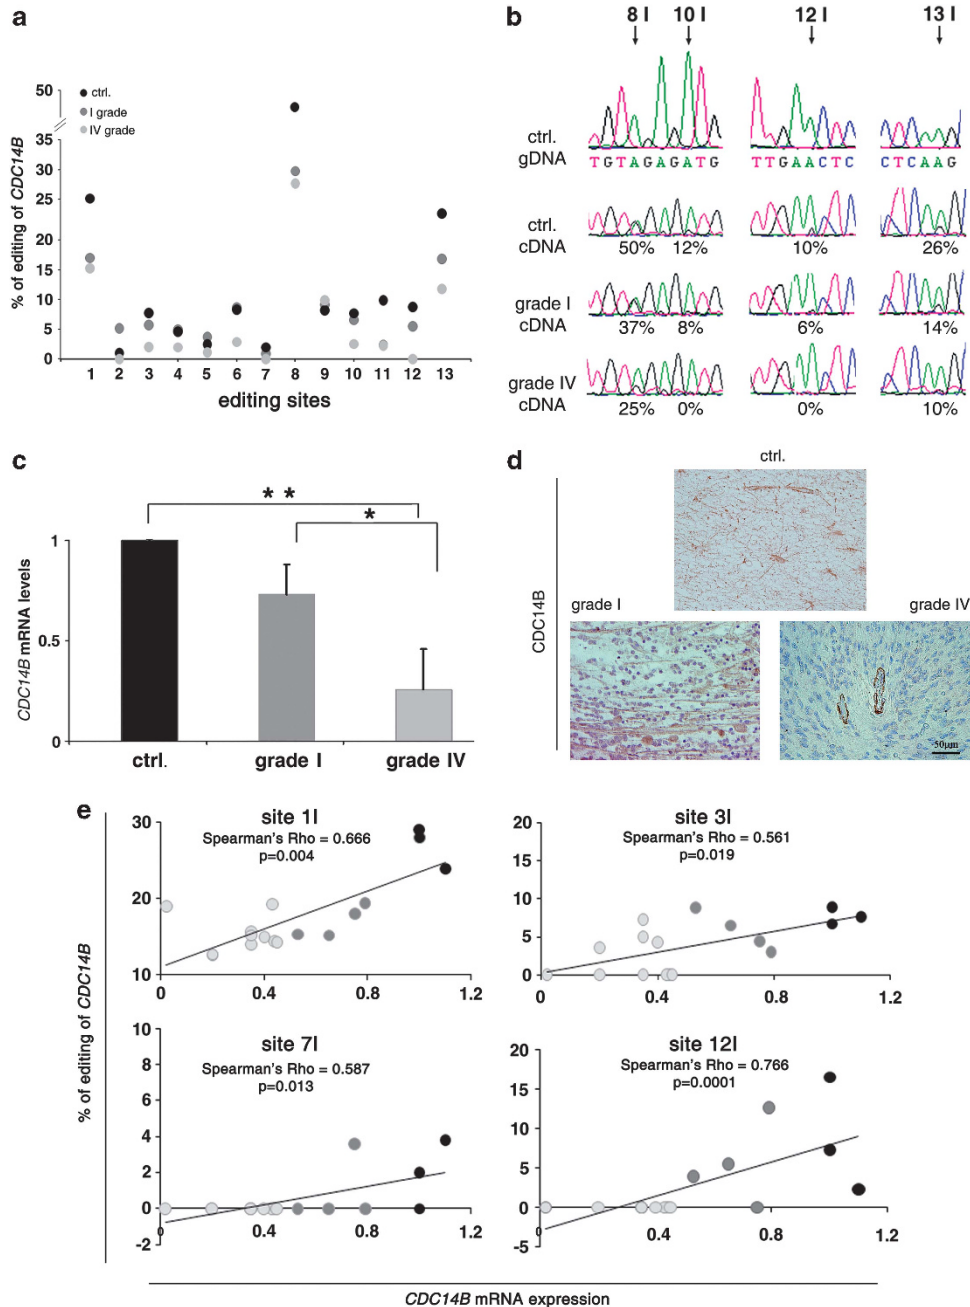 a
% of editing of CDC14B
50
35
25
20
15
10
5
0
ctrl.
I grade
IV grade
1 2 3 4 5 6 7 8 9 10 11 12 13
editing sites
b
8 I 10 I 12 I 13 I
ctrl.
gDNA
TGTAGAGATG TTGAACTC CTCAAG
ctrl.
cDNA
50% 12% 10% 26%
grade I
cDNA
37% 8% 6% 14%
grade IV
cDNA
25% 0% 0% 10%
c
CDC14B mRNA levels
1
0.5
0
* *
*
ctrl. grade I grade IV
d
CDC14B
ctrl.
grade I
grade IV
50µm
e
% of editing of CDC14B
site 1I
Spearman's Rho = 0.666
p=0.004
30
20
10
0 0.4 0.8 1.2
site 3I
Spearman's Rho = 0.561
p=0.019
20
15
10
5
0
0 0.4 0.8 1.2
site 7I
Spearman's Rho = 0.587
p=0.013
10
8
6
4
2
0
-2
0 0.4 0.8 1.2
site 12I
Spearman's Rho = 0.766
p=0.0001
20
15
10
5
0
-5
0 0.4 0.8 1.2
CDC14B mRNA expression